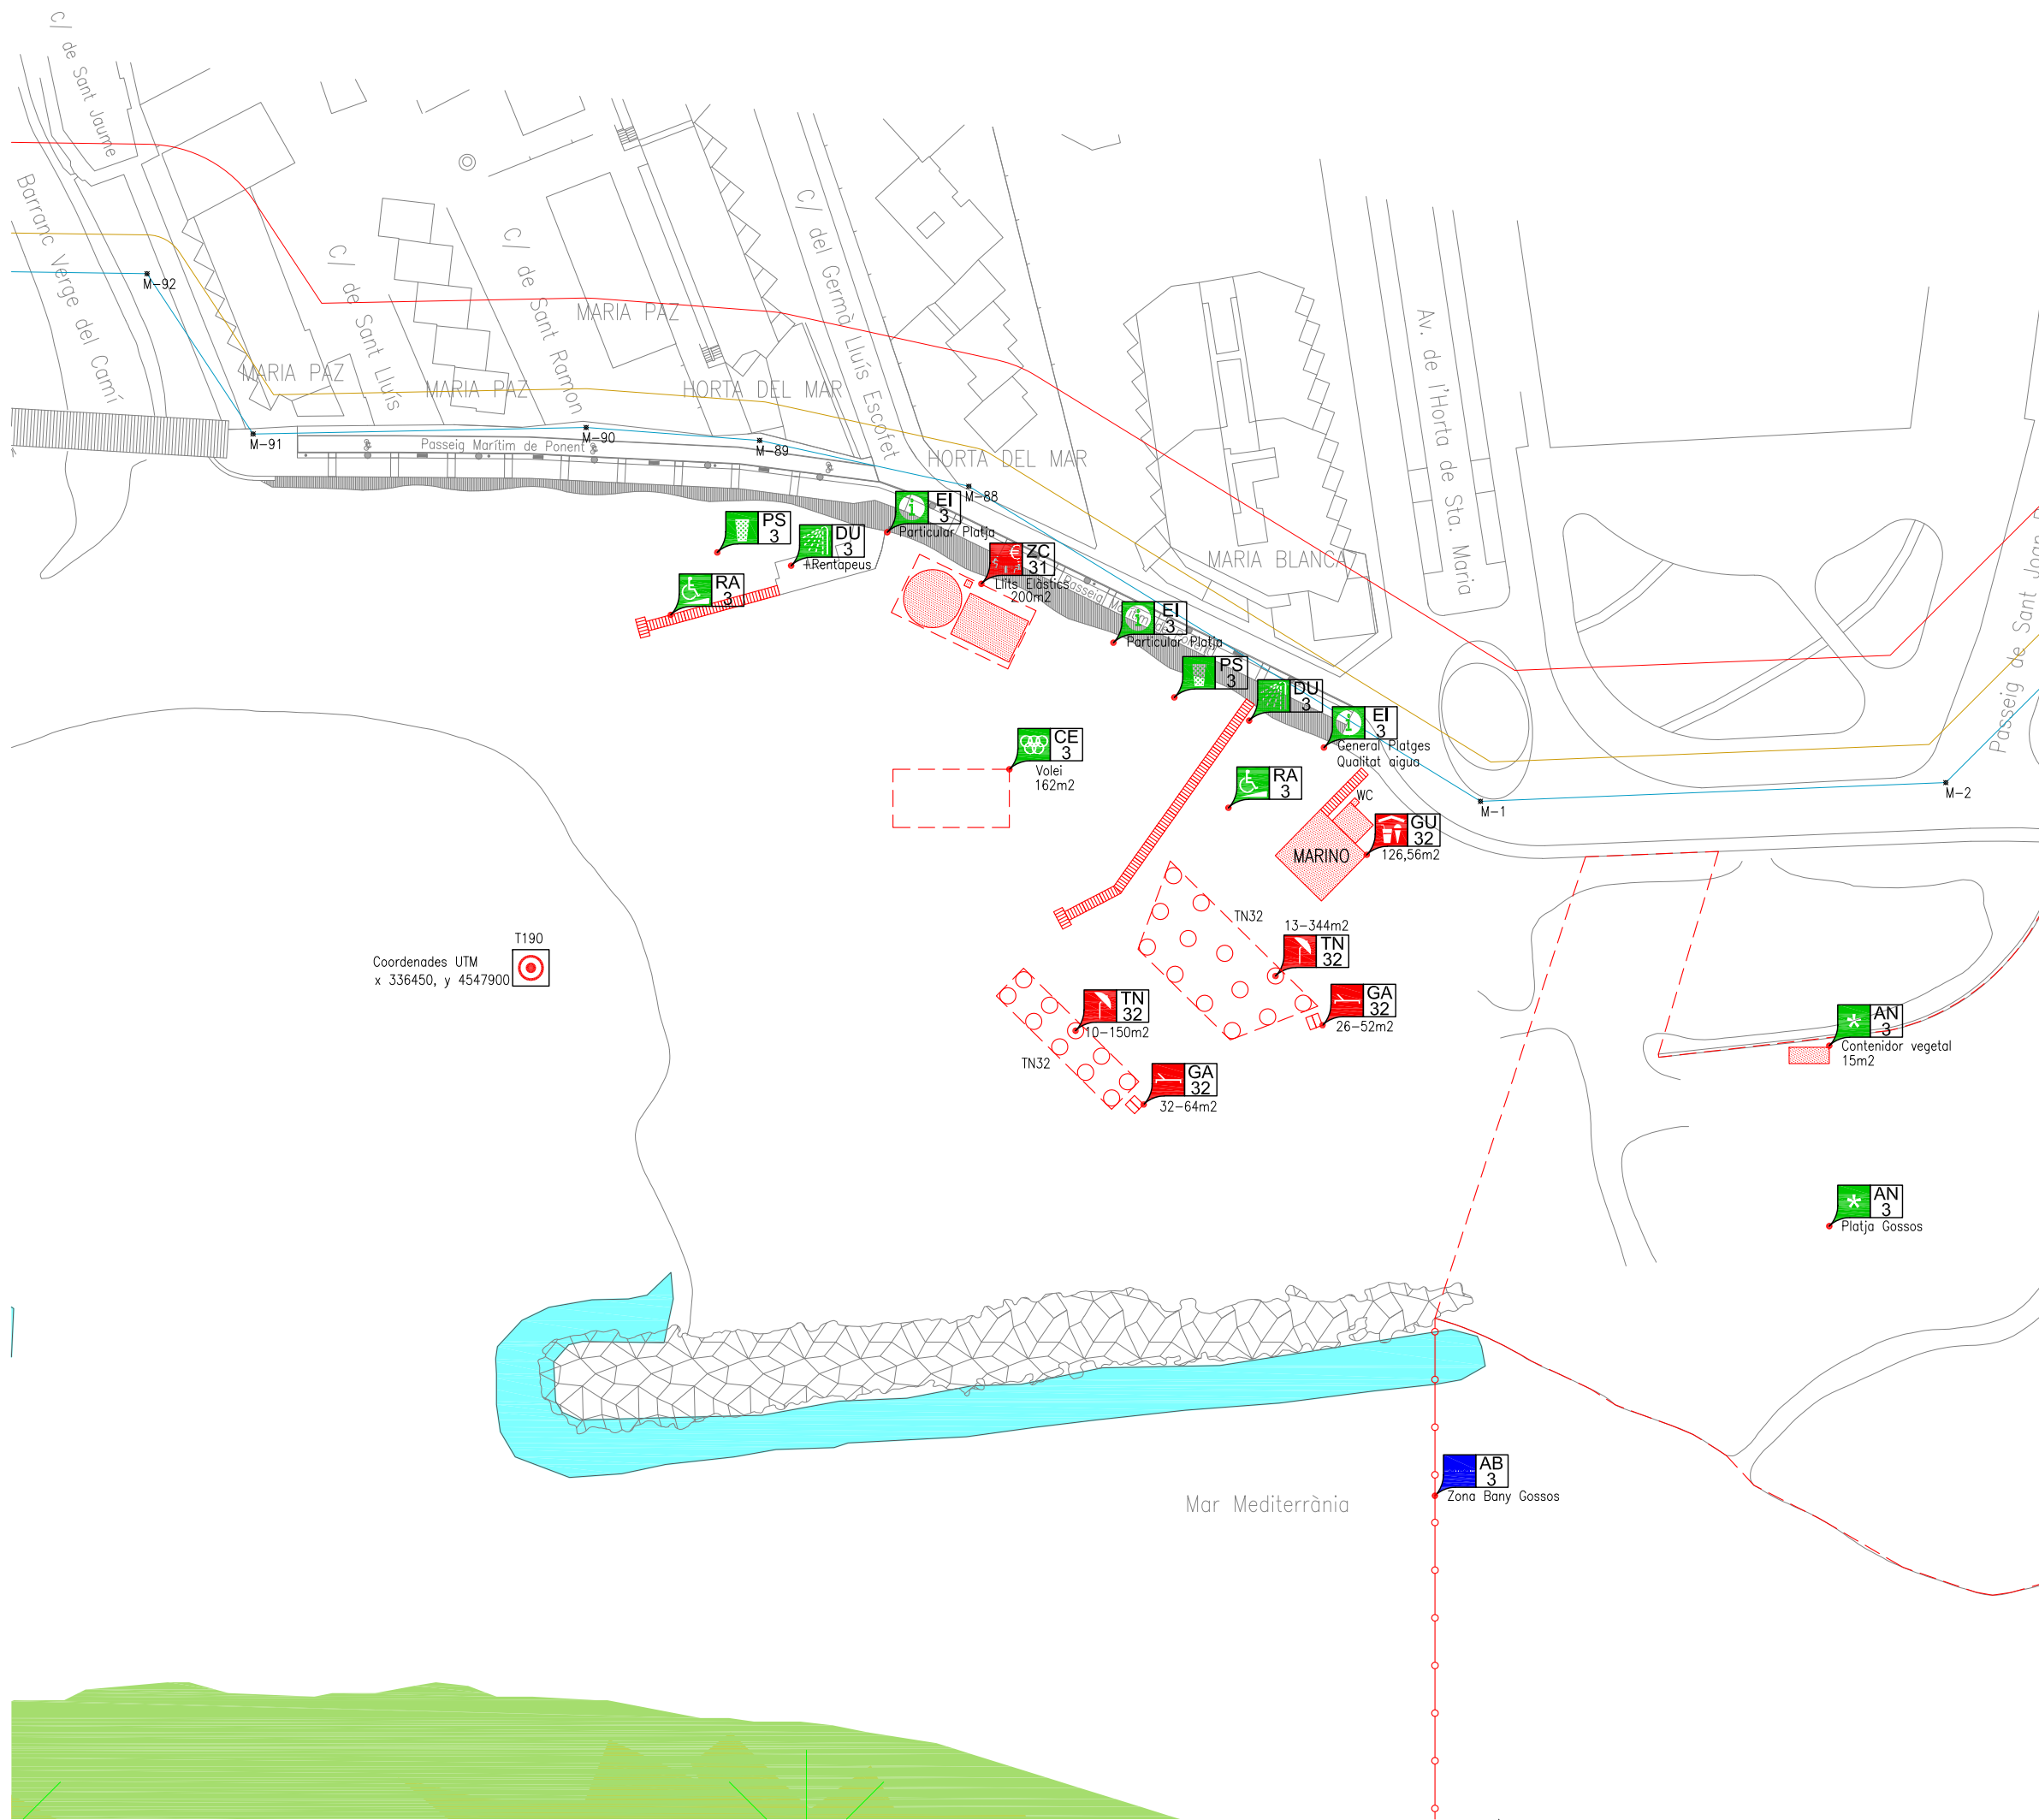 C/ de Sant Jaume
Barranc Verge del Camí
M-92
C/ de Sant Lluís
C/ de Sant Ramon
MARIA PAZ
C/ del Germà Lluís Escofet
MARIA PAZ
MARIA PAZ
HORTA DEL MAR
Av. de l'Horta de Sta. Maria
M-91
M-90
Passeig Marítim de Ponent
M-89
HORTA DEL MAR
M-88
EI
3
Particular Platja
PS
3
DU
3
Rentapeus
ZC
31
Llits Elàstics
200m2
MARIA BLANCA
RA
3
EI
3
Particular Platja
PS
3
DU
3
EI
3
General Platges
Qualitat aigua
CE
3
Volei
162m2
RA
3
WC
M-1
M-2
MARINO
GU
32
126,56m2
TN32
13-344m2
TN
32
T190
Coordenades UTM
x 336450, y 4547900
TN
32
10-150m2
GA
32
26-52m2
TN32
GA
32
32-64m2
AN
3
Contenidor vegetal
15m2
AN
3
Platja Gossos
AB
3
Zona Bany Gossos
Mar Mediterrània
Passeig de Sant Joan